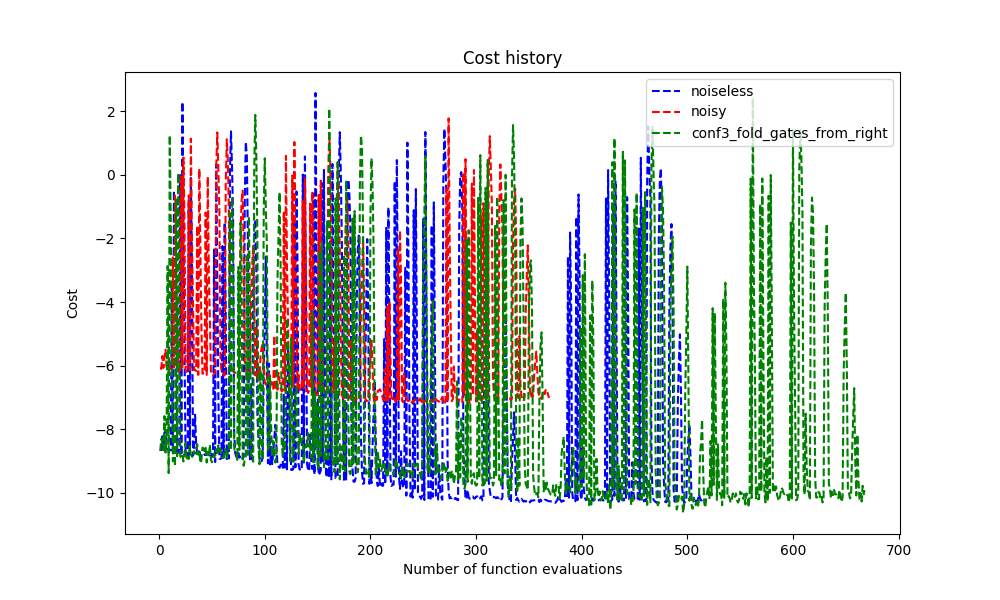 Cost history
noiseless
noisy
conf3_fold_gates_from_right
Cost
2
0
−2
−4
−6
−8
−10
0 100 200 300 400 500 600 700
Number of function evaluations